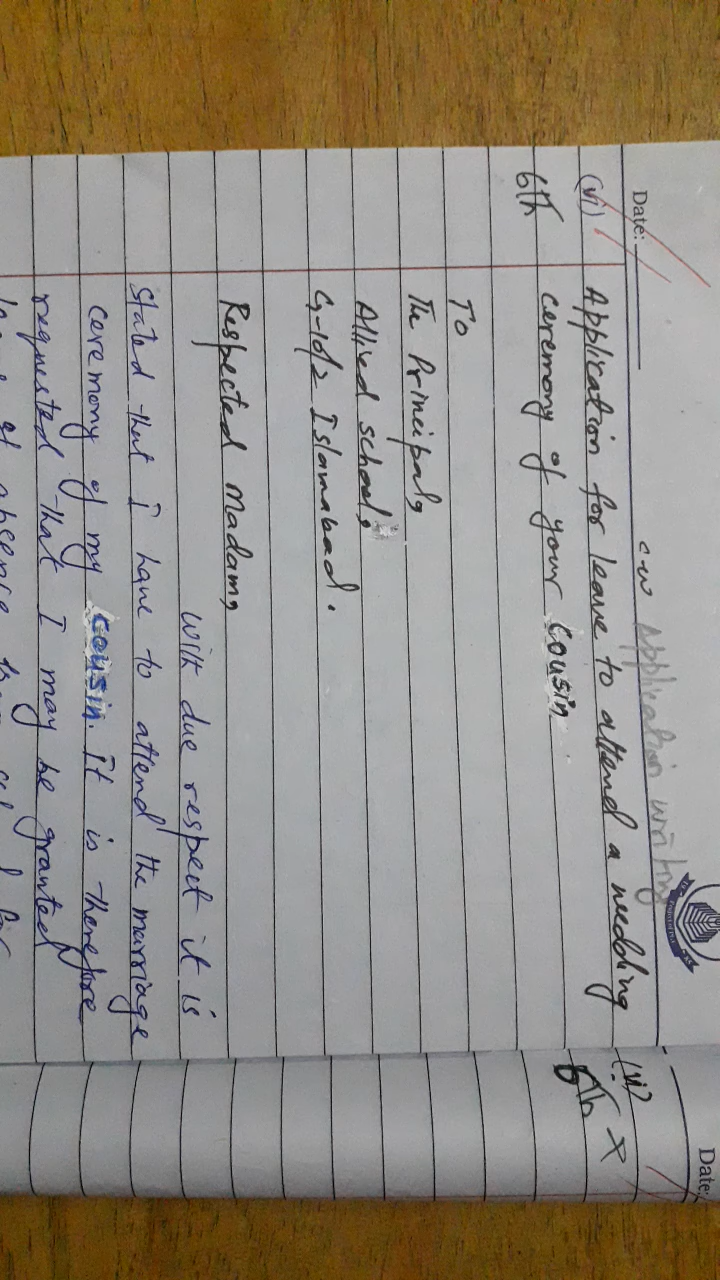 Date:
c-w Application writing
(vi) Application for leave to attend a wedding
6th ceremony of your cousin
To
The Principal,
Allied school,
G-10/2 Islamabad.
Respected Madam,
With due respect it is
stated that I have to attend the marriage
ceremony of my cousin. It is therefore
requested that I may be granted
absence
Date:
(vi)
6th